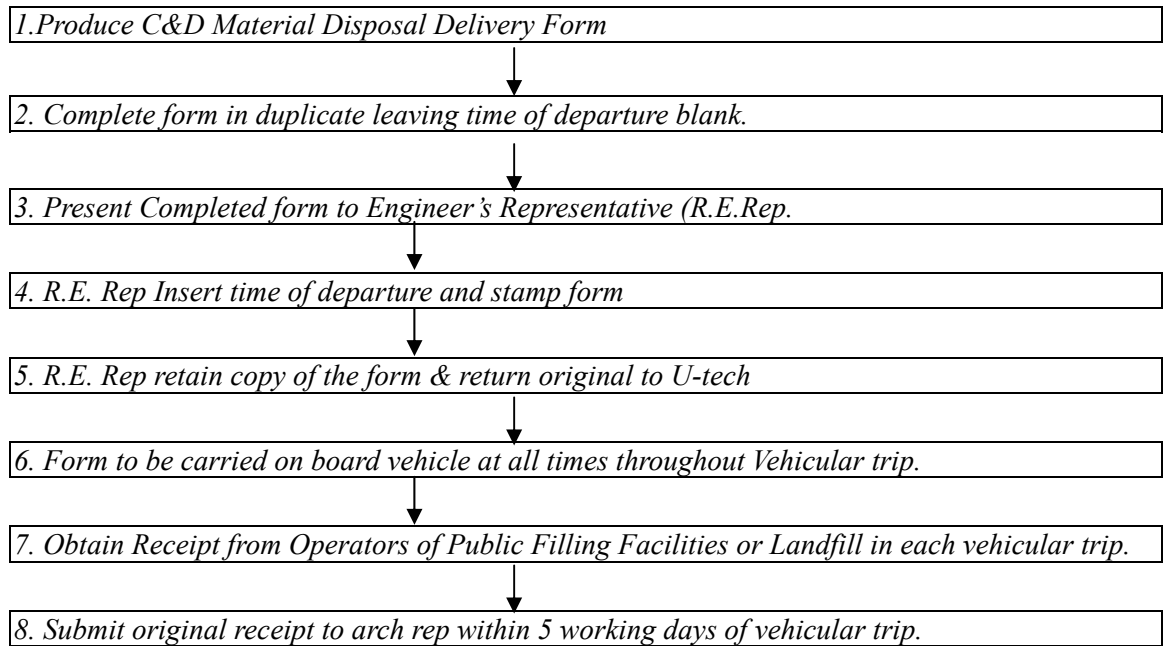 1.Produce C&D Material Disposal Delivery Form
2. Complete form in duplicate leaving time of departure blank.
3. Present Completed form to Engineer’s Representative (R.E.Rep.
4. R.E. Rep Insert time of departure and stamp form
5. R.E. Rep retain copy of the form & return original to U-tech
6. Form to be carried on board vehicle at all times throughout Vehicular trip.
7. Obtain Receipt from Operators of Public Filling Facilities or Landfill in each vehicular trip.
8. Submit original receipt to arch rep within 5 working days of vehicular trip.